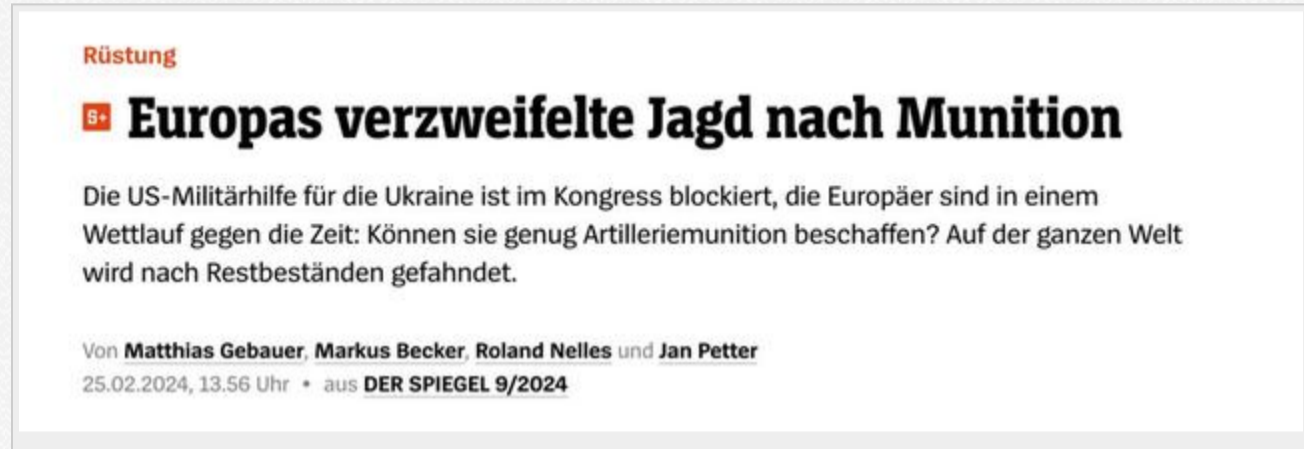 Rüstung
S+ Europas verzweifelte Jagd nach Munition
Die US-Militärhilfe für die Ukraine ist im Kongress blockiert, die Europäer sind in einem
Wettlauf gegen die Zeit: Können sie genug Artilleriemunition beschaffen? Auf der ganzen Welt
wird nach Restbeständen gefahndet.
Von Matthias Gebauer, Markus Becker, Roland Nelles und Jan Petter
25.02.2024, 13.56 Uhr • aus DER SPIEGEL 9/2024